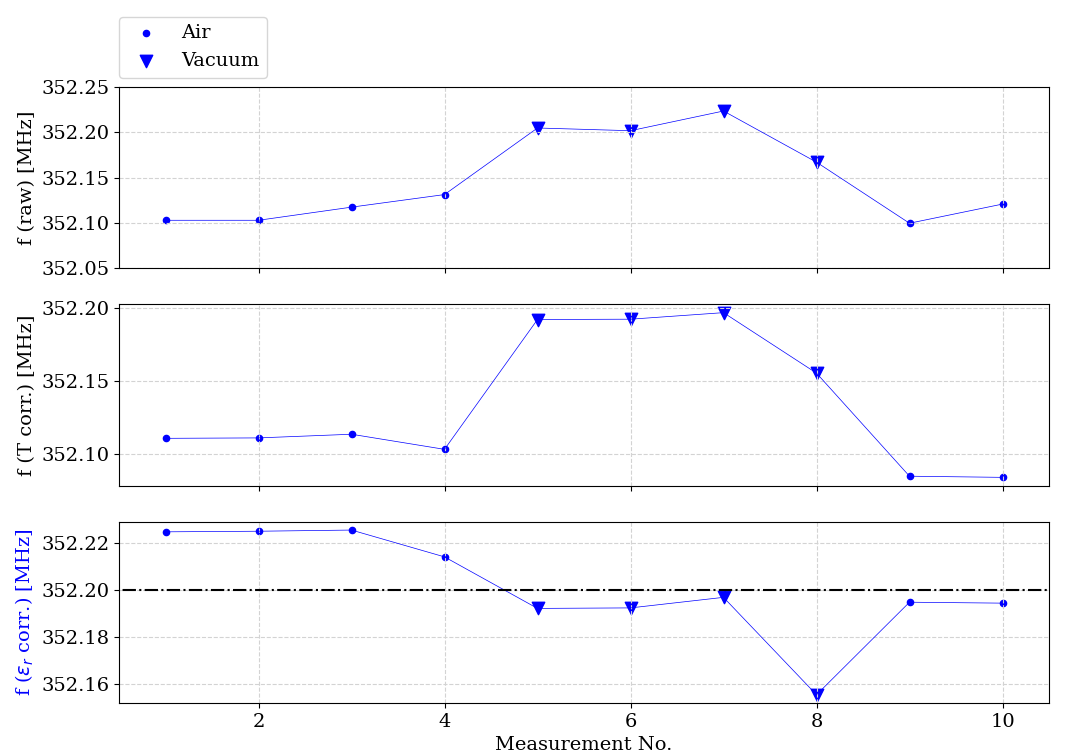 Air
Vacuum
f (raw) [MHz]
352.25
352.20
352.15
352.10
352.05
f (T corr.) [MHz]
352.20
352.15
352.10
f (εr corr.) [MHz]
352.22
352.20
352.18
352.16
2 4 6 8 10
Measurement No.